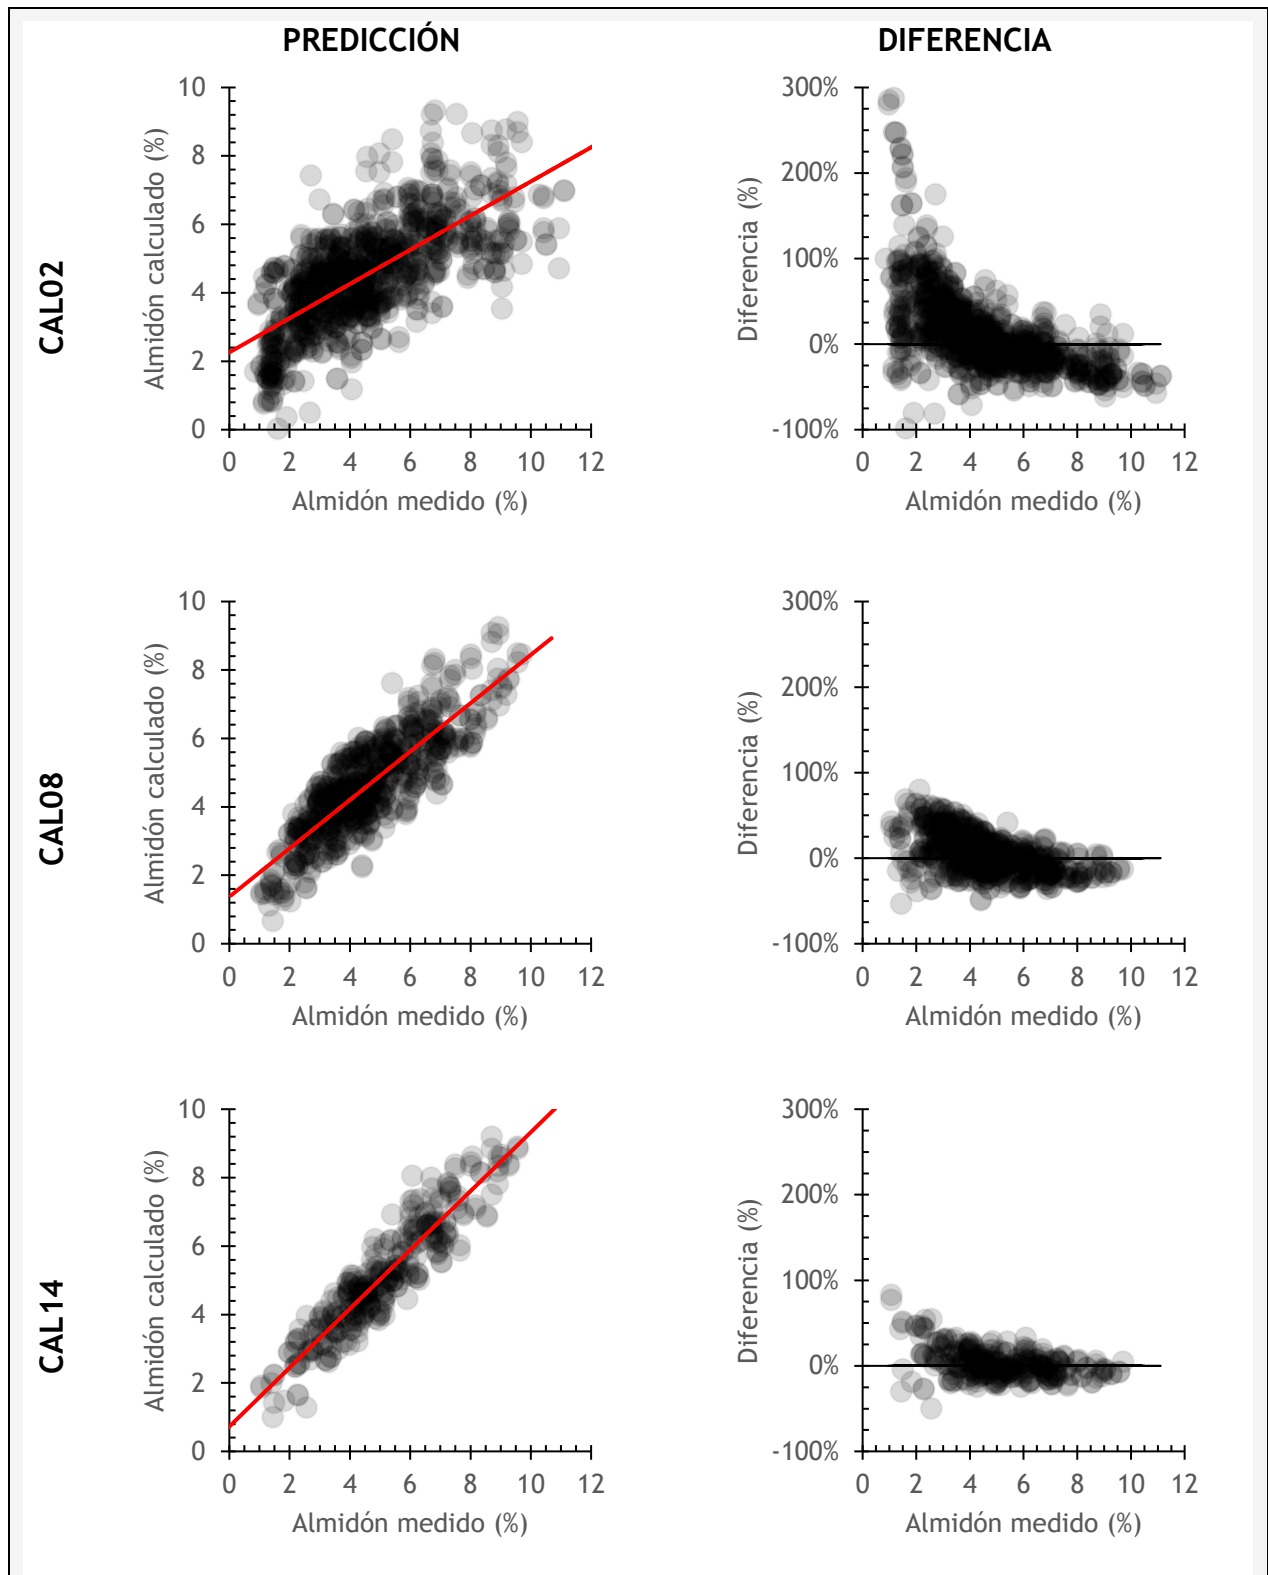 PREDICCIÓN
DIFERENCIA
CAL02
Almidón calculado (%)
10
8
6
4
2
0
0 2 4 6 8 10 12
Almidón medido (%)
Diferencia (%)
300%
200%
100%
0%
-100%
0 2 4 6 8 10 12
Almidón medido (%)
CAL08
Almidón calculado (%)
10
8
6
4
2
0
0 2 4 6 8 10 12
Almidón medido (%)
Diferencia (%)
300%
200%
100%
0%
-100%
0 2 4 6 8 10 12
Almidón medido (%)
CAL14
Almidón calculado (%)
10
8
6
4
2
0
0 2 4 6 8 10 12
Almidón medido (%)
Diferencia (%)
300%
200%
100%
0%
-100%
0 2 4 6 8 10 12
Almidón medido (%)